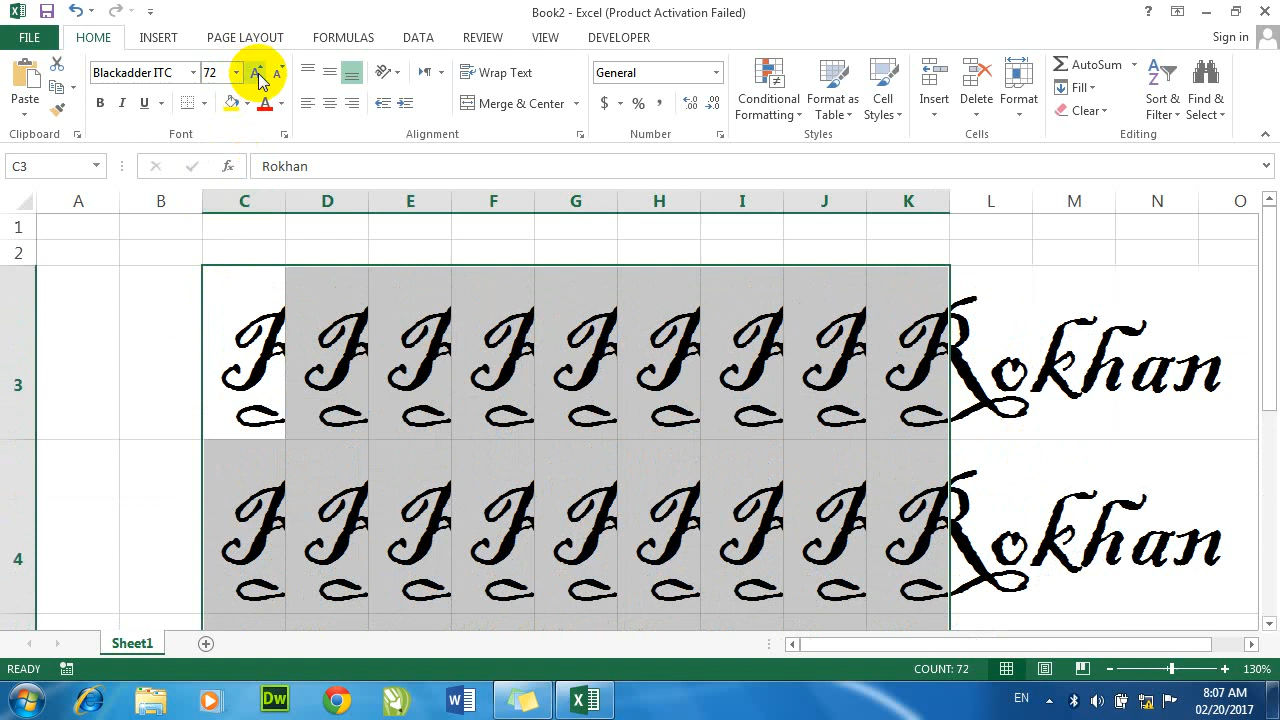 Book2 - Excel (Product Activation Failed)
FILE HOME INSERT PAGE LAYOUT FORMULAS DATA REVIEW VIEW DEVELOPER Sign in
Blackadder ITC 72 Wrap Text General AutoSum
Paste B I U Merge & Center $ % , Conditional Formatting Format as Table Cell Styles Insert Delete Format Fill Clear Sort & Filter Find & Select
Clipboard Font Alignment Number Styles Cells Editing
C3 fx Rokhan
A B C D E F G H I J K L M N O
1
2
3 R R R R R R R R Rokhan
4 R R R R R R R R Rokhan
Sheet1
READY COUNT: 72 130%
Dw W X EN 8:07 AM
02/20/2017